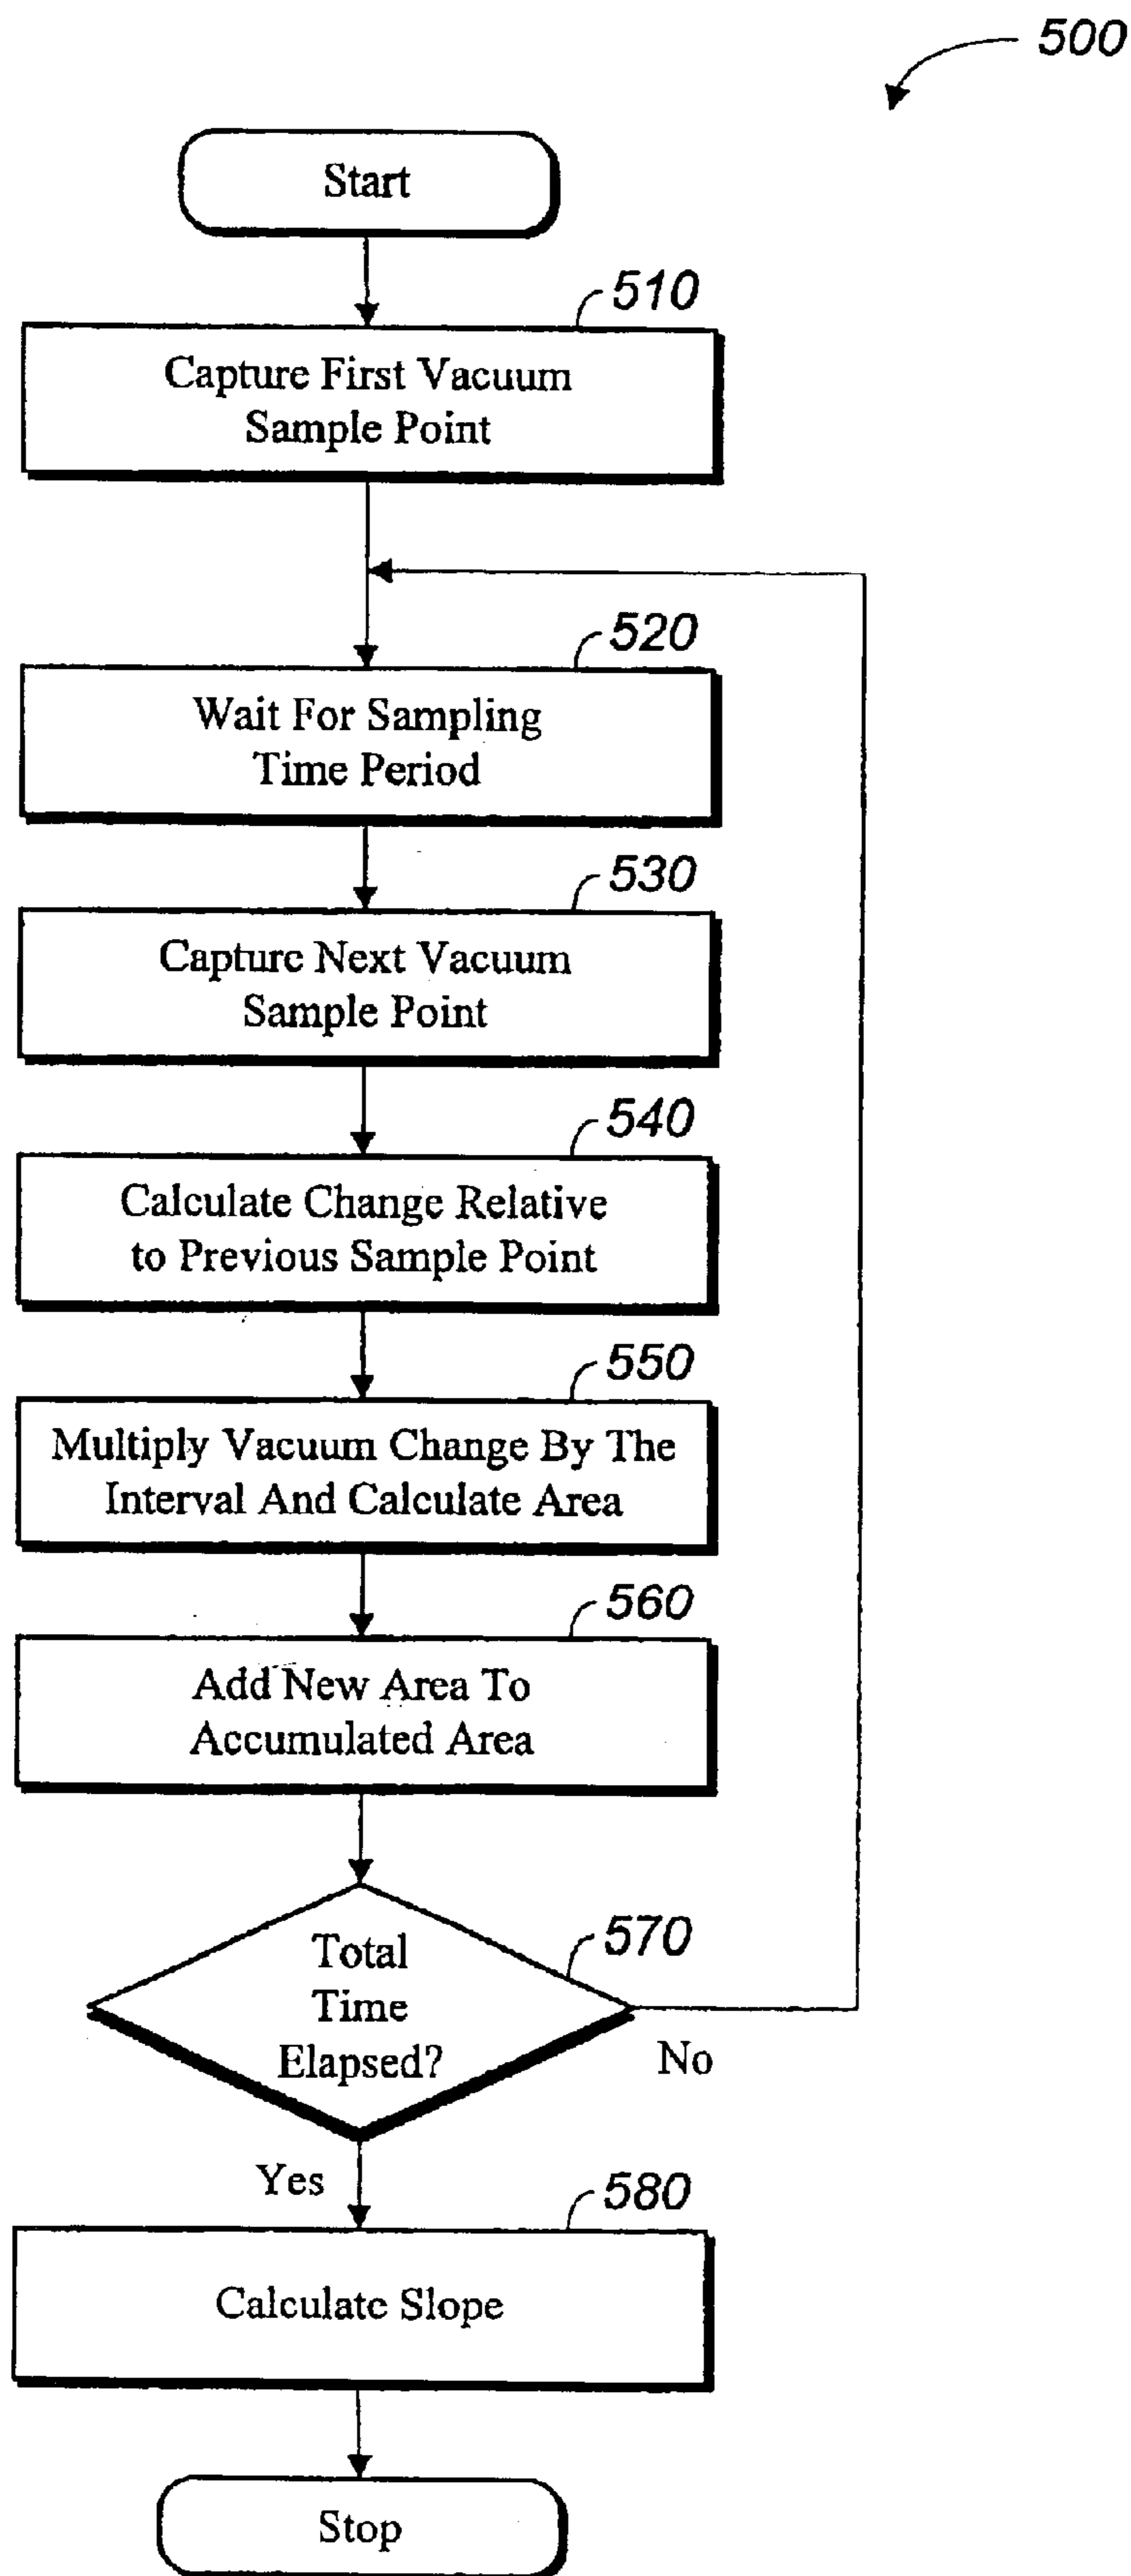 500
Start
510
Capture First Vacuum
Sample Point
520
Wait For Sampling
Time Period
530
Capture Next Vacuum
Sample Point
540
Calculate Change Relative
to Previous Sample Point
550
Multiply Vacuum Change By The
Interval And Calculate Area
560
Add New Area To
Accumulated Area
570
Total
Time
Elapsed?
No
Yes
580
Calculate Slope
Stop